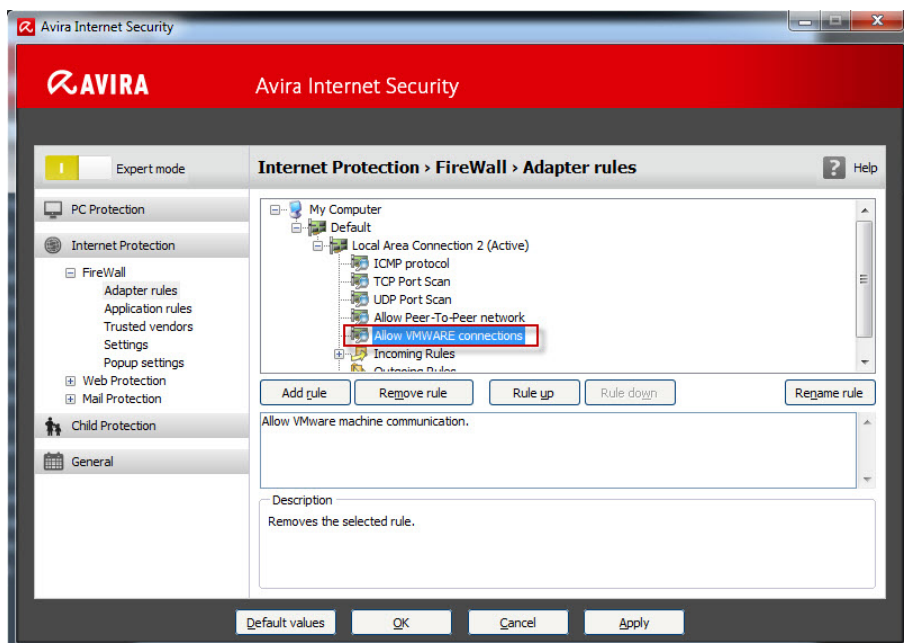 Avira Internet Security
AVIRA
Avira Internet Security
Expert mode
Internet Protection › FireWall › Adapter rules
? Help
PC Protection
Internet Protection
FireWall
Adapter rules
Application rules
Trusted vendors
Settings
Popup settings
Web Protection
Mail Protection
Child Protection
General
My Computer
Default
Local Area Connection 2 (Active)
ICMP protocol
TCP Port Scan
UDP Port Scan
Allow Peer-To-Peer network
Allow VMWARE connections
Incoming Rules
Outgoing Rules
Add rule Remove rule Rule up Rule down Rename rule
Allow VMware machine communication.
Description
Removes the selected rule.
Default values OK Cancel Apply